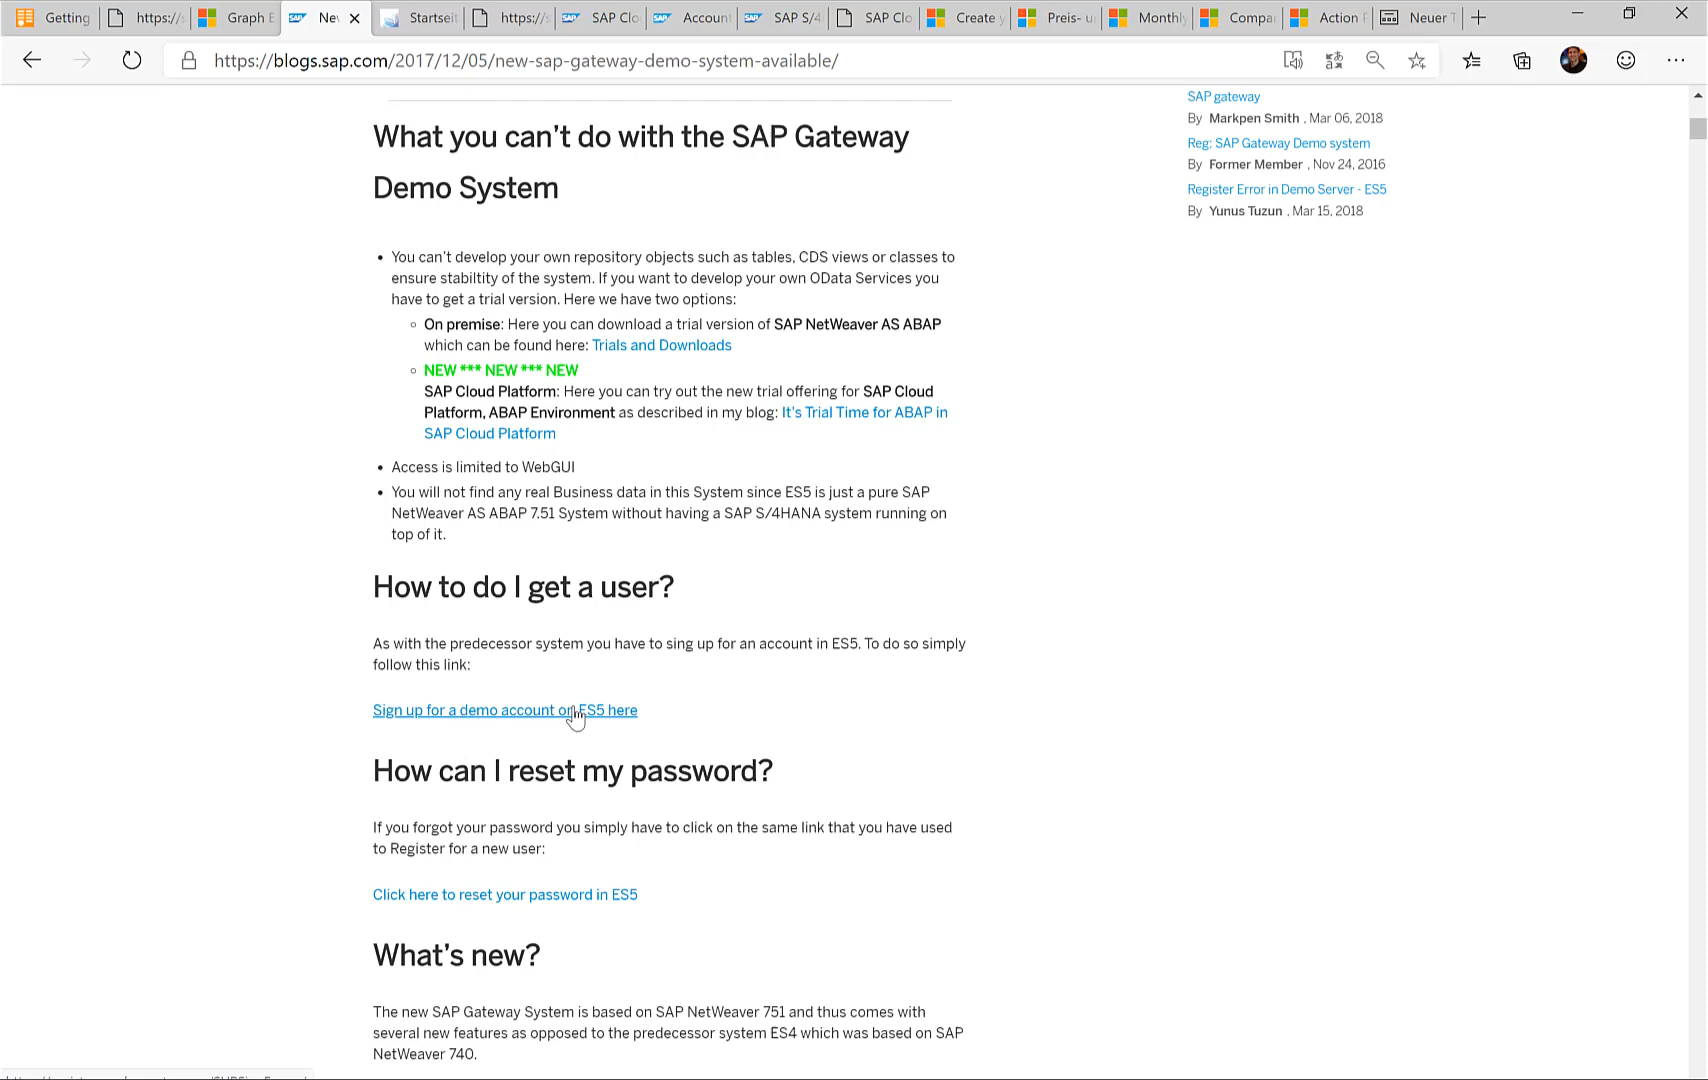 Getting
https://
Graph E
Nev
Startseit
https://
SAP Clo
Account
SAP S/4
SAP Clo
Create y
Preis- u
Monthly
Compa
Action
Neuer T
https://blogs.sap.com/2017/12/05/new-sap-gateway-demo-system-available/
What you can't do with the SAP Gateway
Demo System
You can't develop your own repository objects such as tables, CDS views or classes to
ensure stabiltity of the system. If you want to develop your own OData Services you
have to get a trial version. Here we have two options:
On premise: Here you can download a trial version of SAP NetWeaver AS ABAP
which can be found here: Trials and Downloads
NEW *** NEW *** NEW
SAP Cloud Platform: Here you can try out the new trial offering for SAP Cloud
Platform, ABAP Environment as described in my blog: It's Trial Time for ABAP in
SAP Cloud Platform
Access is limited to WebGUI
You will not find any real Business data in this System since ES5 is just a pure SAP
NetWeaver AS ABAP 7.51 System without having a SAP S/4HANA system running on
top of it.
How to do I get a user?
As with the predecessor system you have to sing up for an account in ES5. To do so simply
follow this link:
Sign up for a demo account on ES5 here
How can I reset my password?
If you forgot your password you simply have to click on the same link that you have used
to Register for a new user:
Click here to reset your password in ES5
What's new?
The new SAP Gateway System is based on SAP NetWeaver 751 and thus comes with
several new features as opposed to the predecessor system ES4 which was based on SAP
NetWeaver 740.
SAP gateway
By Markpen Smith , Mar 06, 2018
Reg: SAP Gateway Demo system
By Former Member , Nov 24, 2016
Register Error in Demo Server - ES5
By Yunus Tuzun , Mar 15, 2018